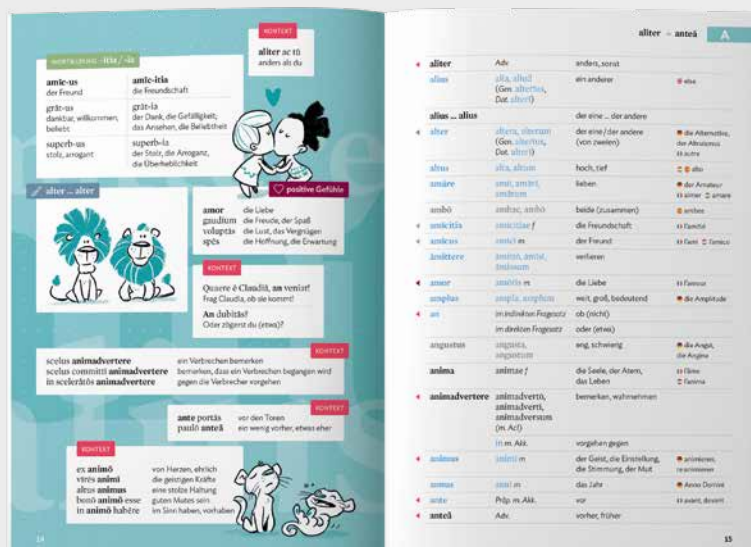 KONTEXT
aliter ac tū
anders als du
WORTBILDUNG -itia / -ia
amīc-us amīc-itia
der Freund die Freundschaft
grāt-us grāt-ia
dankbar, willkommen, der Dank, die Gefälligkeit,
beliebt das Ansehen, die Beliebtheit
superb-us superb-ia
stolz, arrogant der Stolz, die Arroganz,
die Überheblichkeit
alter ... alter
positive Gefühle
amor die Liebe
gaudium die Freude, der Spaß
voluptās die Lust, das Vergnügen
spēs die Hoffnung, die Erwartung
KONTEXT
Quaere ē Claudiā, an veniat!
Frag Claudia, ob sie kommt!
An dubitās?
Oder zögerst du (etwa)?
KONTEXT
scelus animadvertere ein Verbrechen bemerken
scelus committī animadvertere bemerken, dass ein Verbrechen begangen wird
in scelerātōs animadvertere gegen die Verbrecher vorgehen
KONTEXT
ante portās vor den Toren
paulō anteā ein wenig vorher, etwas eher
KONTEXT
ex animō von Herzen, ehrlich
vīrēs animī die geistigen Kräfte
altus animus eine stolze Haltung
bonō animō esse guten Mutes sein
in animō habēre im Sinn haben, vorhaben
14
aliter – anteā A
aliter Adv. anders, sonst
alius alia, aliud ein anderer else
(Gen. alterīus,
Dat. alterī)
alius ... alius der eine ... der andere
alter altera, alterum der eine / der andere die Alternative,
(Gen. alterīus, (von zweien) der Altruismus
Dat. alterī) autre
altus alta, altum hoch, tief alto
amāre amō, amāvī, lieben der Amateur
amātum aimer amare
ambō ambae, ambō beide (zusammen) ambos
amīcitia amīcitiae f die Freundschaft l'amitié
amīcus amīcī m der Freund l'ami l'amico
āmittere āmittō, āmīsī, verlieren
āmissum
amor amōris m die Liebe l'amour
amplus ampla, amplum weit, groß, bedeutend die Amplitude
an im indirekten Fragesatz ob (nicht)
im direkten Fragesatz oder (etwa)
angustus angusta, eng, schwierig die Angst,
angustum die Angina
anima animae f die Seele, der Atem, l'âme
das Leben l'anima
animadvertere animadvertō, bemerken, wahrnehmen
animadvertī,
animadversum
(m. AcI)
in m. Akk. vorgehen gegen
animus animī m der Geist, die Einstellung, animieren,
die Stimmung, der Mut reanimieren
annus annī m das Jahr Anno Domini
ante Präp. m. Akk. vor avant, devant
anteā Adv. vorher, früher
15